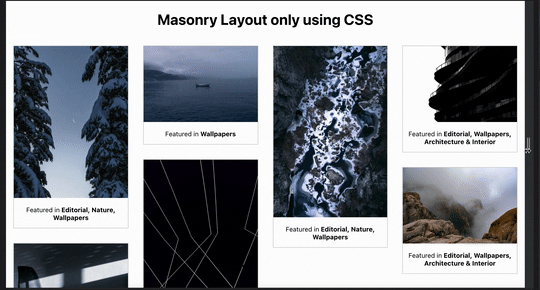 Masonry Layout only using CSS
Featured in Editorial, Nature,
Wallpapers
Featured in Wallpapers
Featured in Nature, Editorial,
Wallpapers
Featured in Editorial, Wallpapers,
Architecture & Interior
Featured in Editorial, Wallpapers,
Architecture & Interior